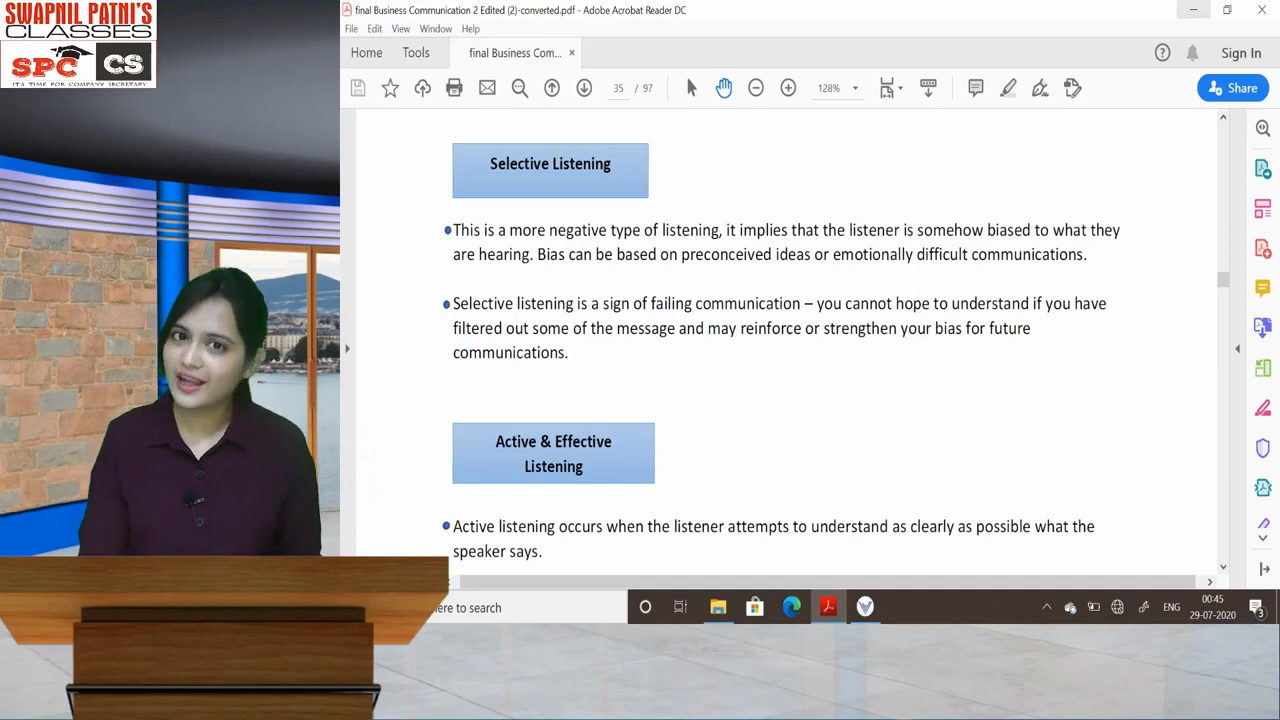 SWAPNIL PATNI'S
CLASSES
SPC CS
IT'S TIME FOR COMPANY SECRETARY
final Business Communication 2 Edited (2)-converted.pdf - Adobe Acrobat Reader DC
File Edit View Window Help
Home Tools final Business Com... × Sign In
35 / 97 128% Share
Selective Listening
This is a more negative type of listening, it implies that the listener is somehow biased to what they
are hearing. Bias can be based on preconceived ideas or emotionally difficult communications.
Selective listening is a sign of failing communication – you cannot hope to understand if you have
filtered out some of the message and may reinforce or strengthen your bias for future
communications.
Active & Effective
Listening
Active listening occurs when the listener attempts to understand as clearly as possible what the
speaker says.
ere to search
ENG
00:45
29-07-2020
3